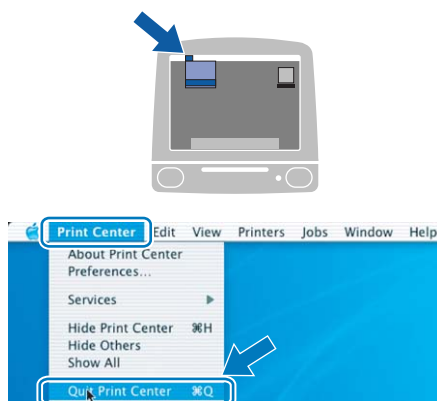 Print Center Edit View Printers Jobs Window Help
About Print Center
Preferences...
Services
Hide Print Center ⌘H
Hide Others
Show All
Quit Print Center ⌘Q